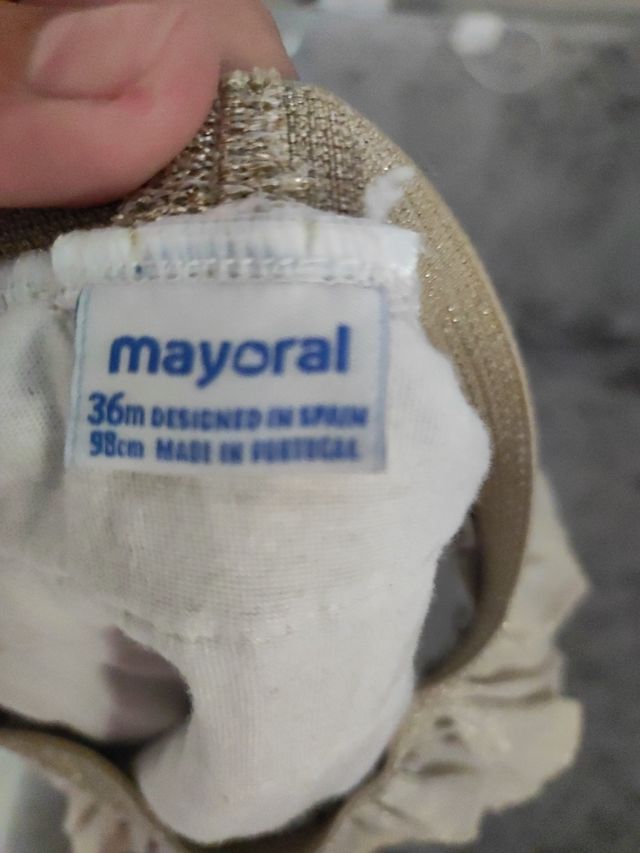 mayoral
36m DESIGNED IN SPAIN
98cm MADE IN PORTUGAL